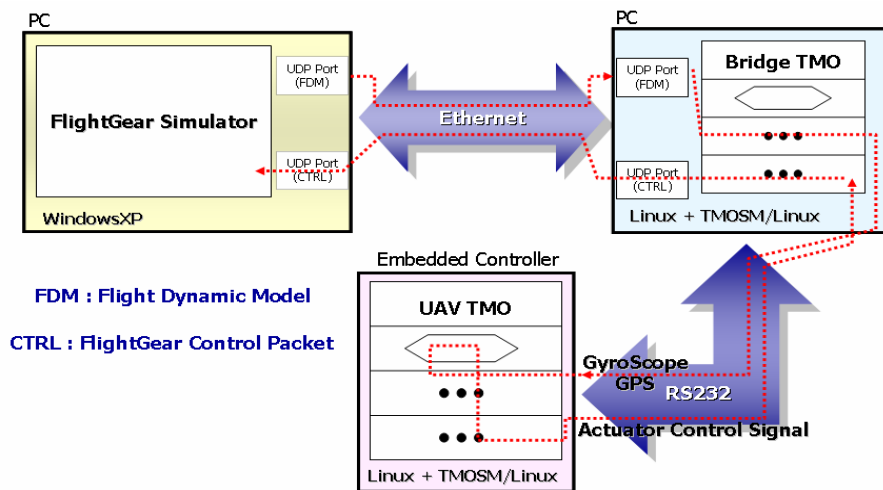 PC
UDP Port
(FDM)
FlightGear Simulator
UDP Port
(CTRL)
WindowsXP
Ethernet
PC
UDP Port
(FDM)
Bridge TMO
UDP Port
(CTRL)
Linux + TMOSM/Linux
FDM : Flight Dynamic Model
CTRL : FlightGear Control Packet
Embedded Controller
UAV TMO
Linux + TMOSM/Linux
GyroScope
GPS
RS232
Actuator Control Signal